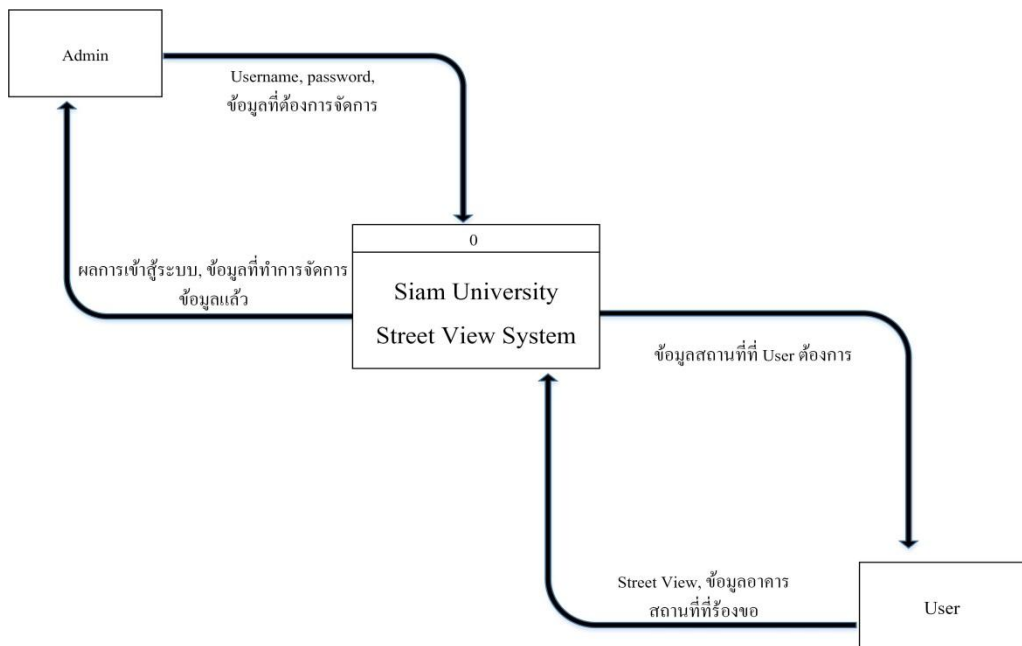 Admin
Username, password,
ข้อมูลที่ต้องการจัดการ
0
Siam University
Street View System
ผลการเข้าสู่ระบบ, ข้อมูลที่ทำการจัดการ
ข้อมูลแล้ว
ข้อมูลสถานที่ที่ User ต้องการ
Street View, ข้อมูลอาคาร
สถานที่ที่ร้องขอ
User